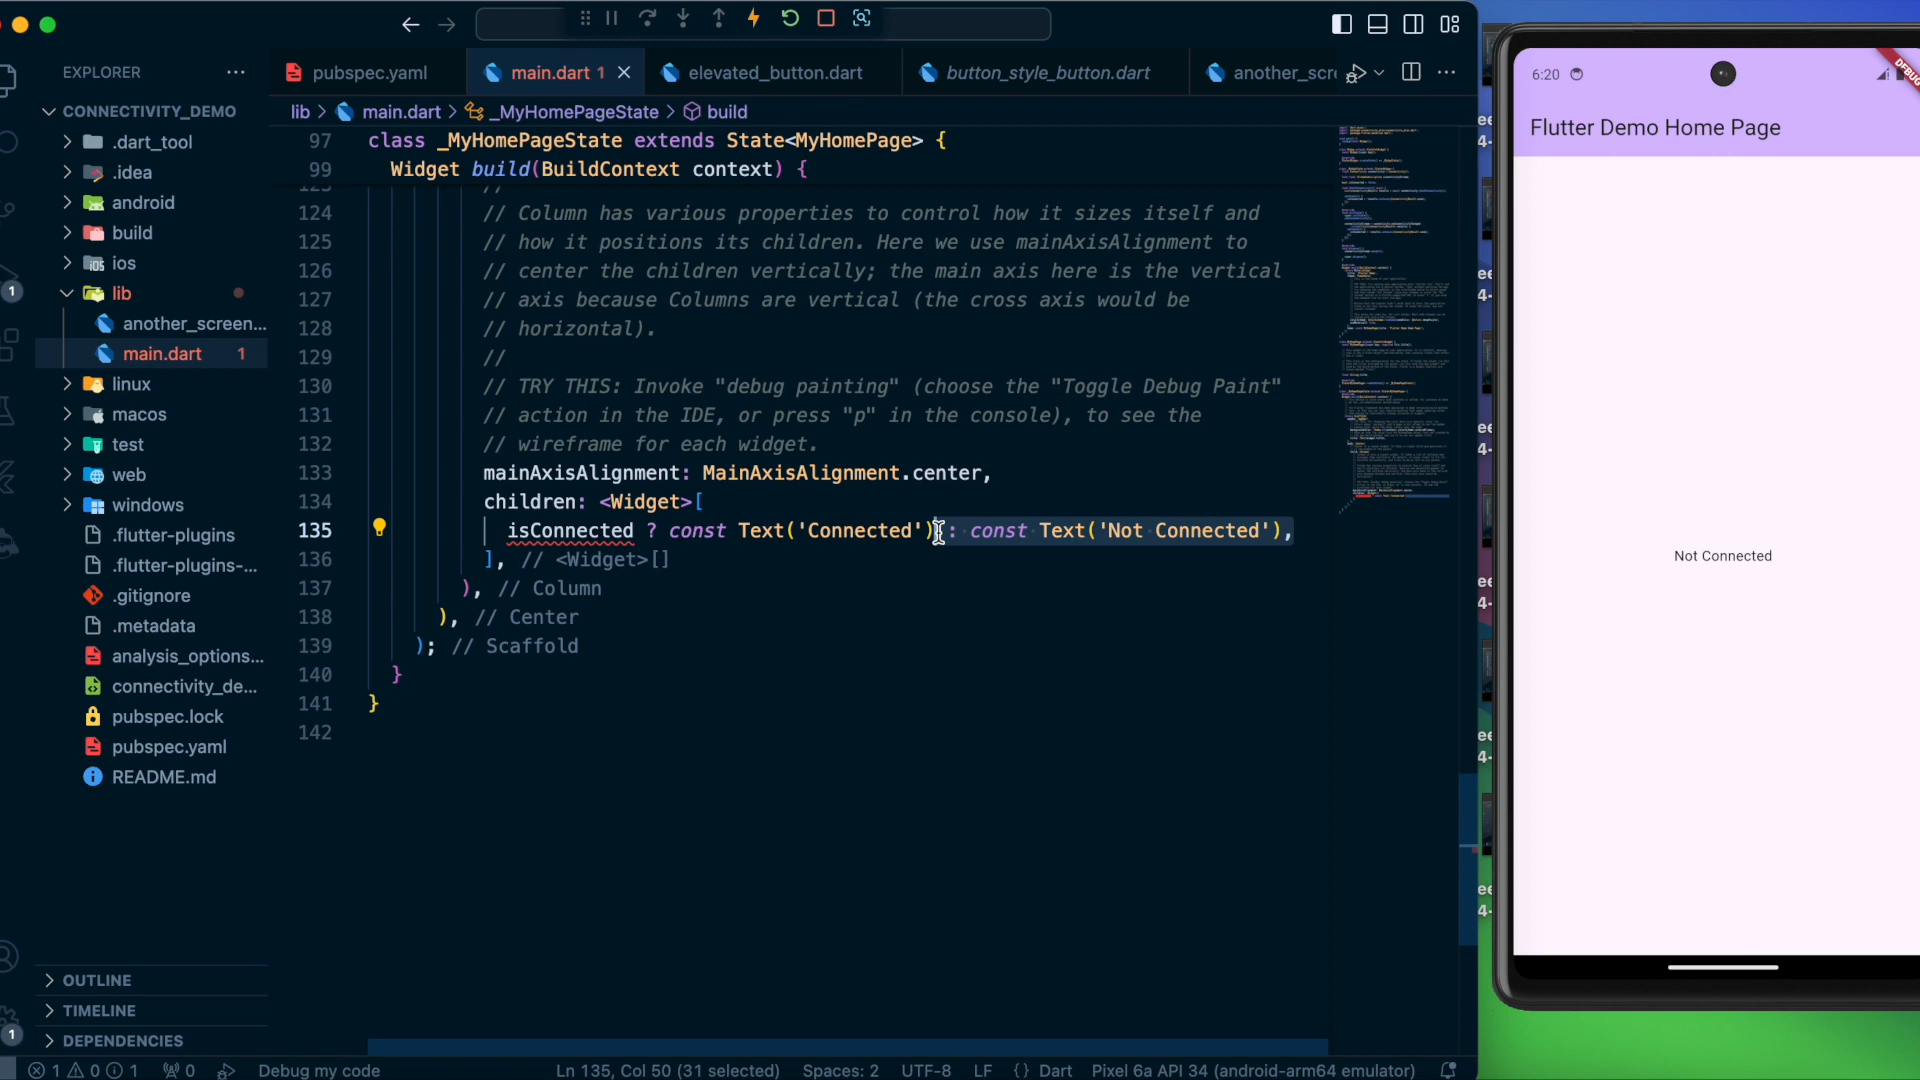 EXPLORER
CONNECTIVITY_DEMO
.dart_tool
.idea
android
build
ios
lib
another_screen...
main.dart 1
linux
macos
test
web
windows
.flutter-plugins
.flutter-plugins-...
.gitignore
.metadata
analysis_options...
connectivity_de...
pubspec.lock
pubspec.yaml
README.md
OUTLINE
TIMELINE
DEPENDENCIES
1
1
pubspec.yaml
main.dart 1
elevated_button.dart
button_style_button.dart
another_scr
lib > main.dart > _MyHomePageState > build
97 class _MyHomePageState extends State<MyHomePage> {
99 Widget build(BuildContext context) {
123 //
124 // Column has various properties to control how it sizes itself and
125 // how it positions its children. Here we use mainAxisAlignment to
126 // center the children vertically; the main axis here is the vertical
127 // axis because Columns are vertical (the cross axis would be
128 // horizontal).
129 //
130 // TRY THIS: Invoke "debug painting" (choose the "Toggle Debug Paint"
131 // action in the IDE, or press "p" in the console), to see the
132 // wireframe for each widget.
133 mainAxisAlignment: MainAxisAlignment.center,
134 children: <Widget>[
135 isConnected ? const Text('Connected') : const Text('Not Connected'),
136 ], // <Widget>[]
137 ), // Column
138 ), // Center
139 ); // Scaffold
140 }
141 }
142
1 0 1 0 Debug my code Ln 135, Col 50 (31 selected) Spaces: 2 UTF-8 LF {} Dart Pixel 6a API 34 (android-arm64 emulator)
6:20
DEBUG
Flutter Demo Home Page
Not Connected